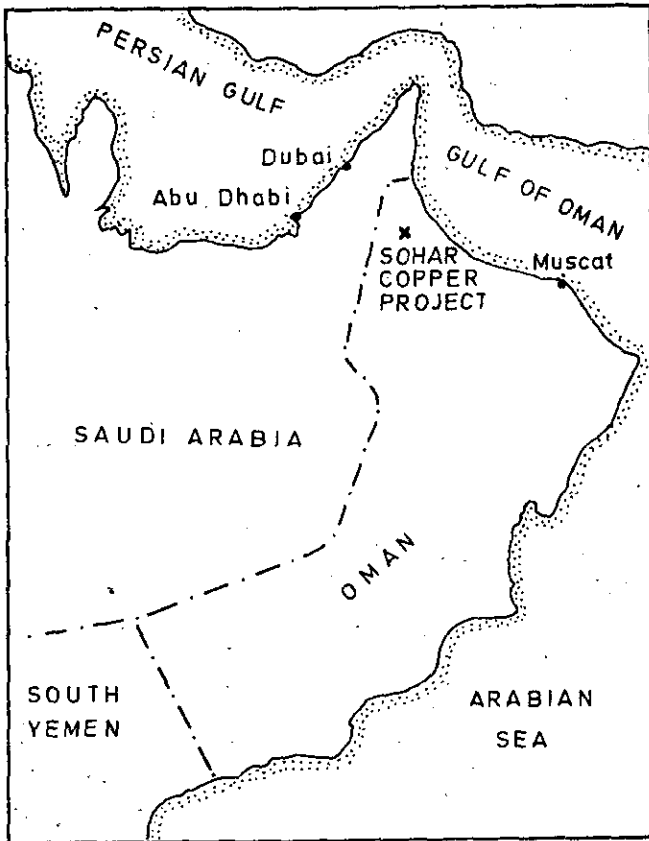 PERSIAN GULF
Dubai
GULF OF OMAN
Abu Dhabi
SOHAR
COPPER
PROJECT
Muscat
SAUDI ARABIA
OMAN
SOUTH
YEMEN
ARABIAN
SEA